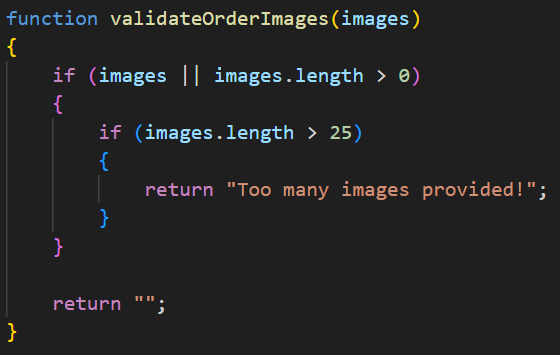 function validateOrderImages(images)
{
    if (images || images.length > 0)
    {
        if (images.length > 25)
        {
            return "Too many images provided!";
        }
    }

    return "";
}